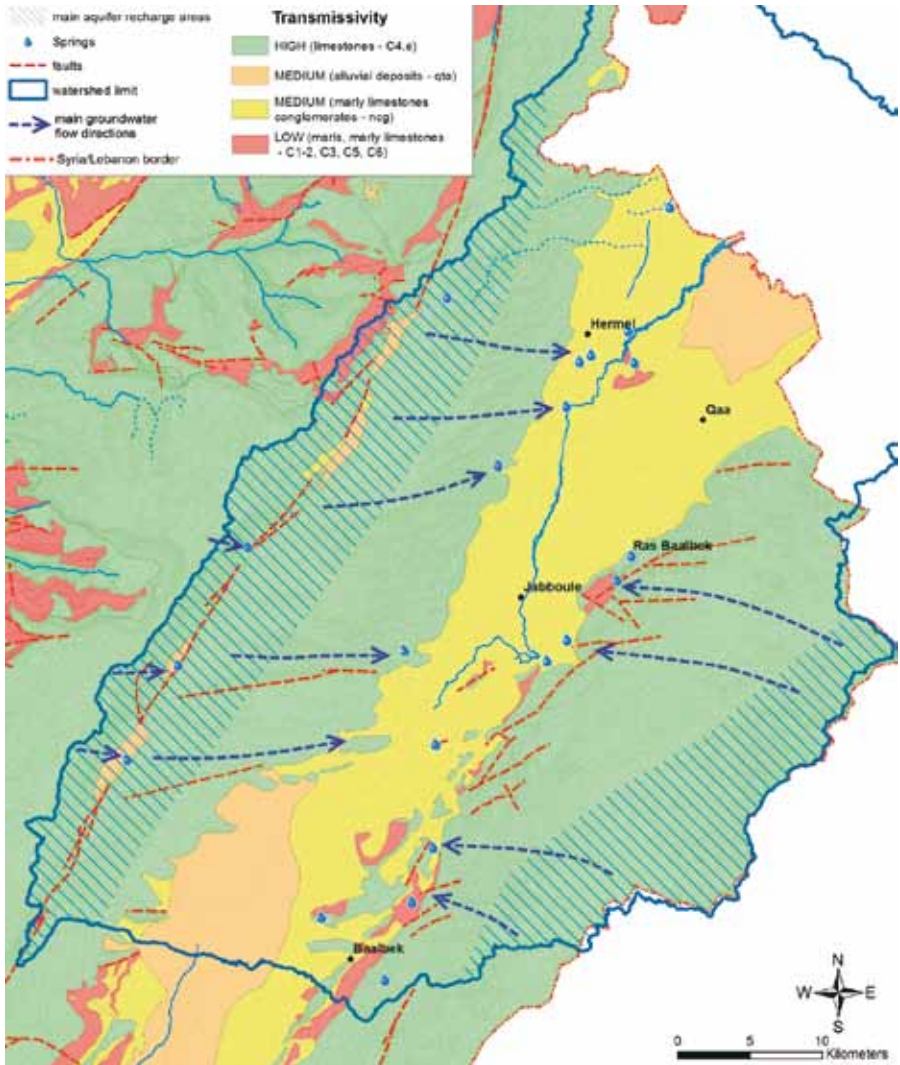 main aquifer recharge areas
Springs
faults
watershed limit
main groundwater
flow directions
Syria/Lebanon border
Transmissivity
HIGH (limestones - C4.e)
MEDIUM (alluvial deposits - qta)
MEDIUM (marly limestones
conglomerates - ncg)
LOW (marls, marly limestones
- C1-2, C3, C5, C6)
Hermel
Qaa
Ras Baalbek
Jabboule
Baalbek
N
W E
S
0 5 10
Kilometers